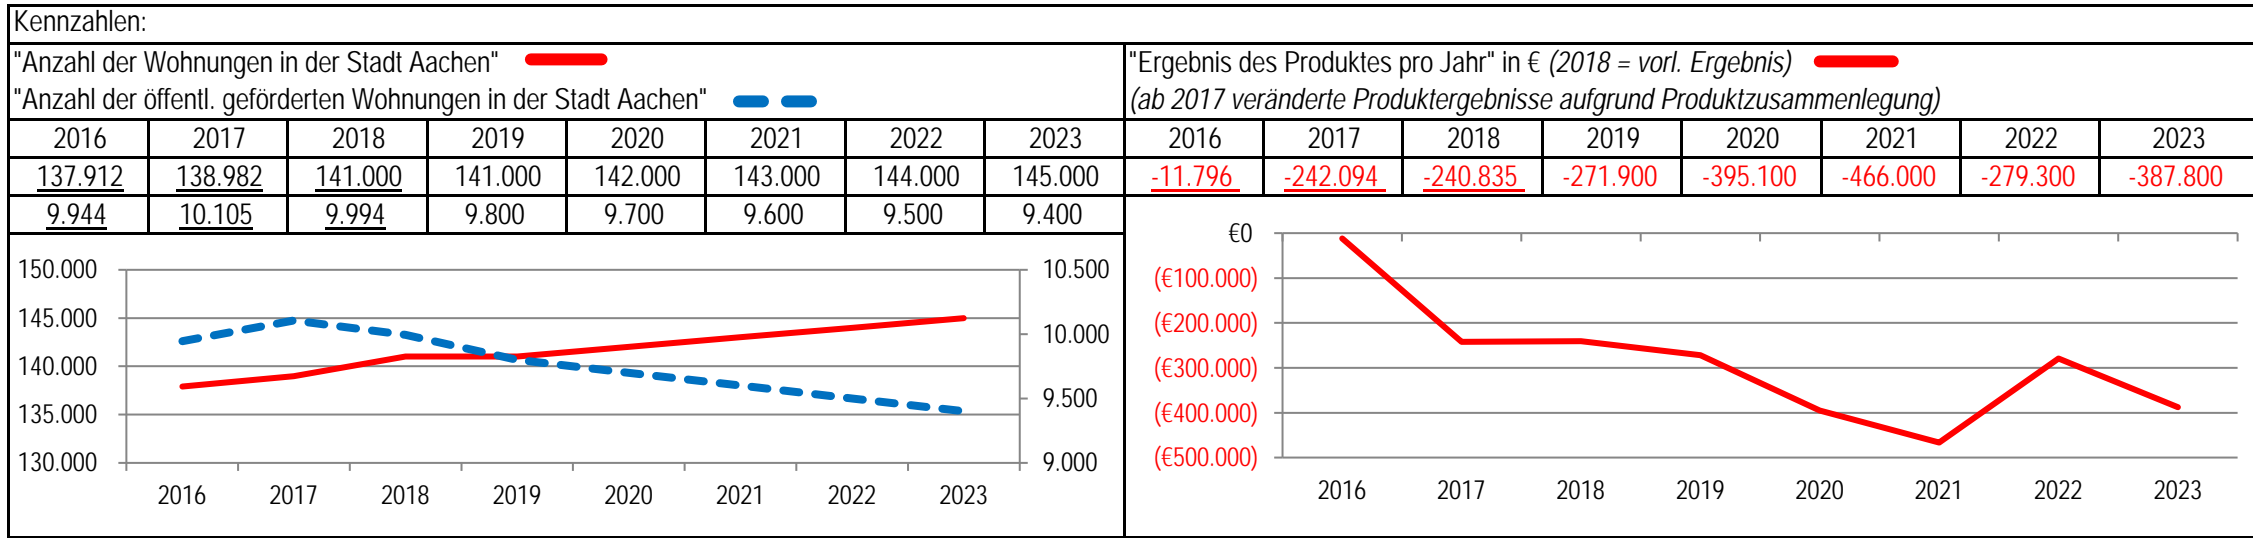 Kennzahlen:
"Anzahl der Wohnungen in der Stadt Aachen"
"Anzahl der öffentl. geförderten Wohnungen in der Stadt Aachen"
2016 2017 2018 2019 2020 2021 2022 2023
137.912 138.982 141.000 141.000 142.000 143.000 144.000 145.000
9.944 10.105 9.994 9.800 9.700 9.600 9.500 9.400
150.000
145.000
140.000
135.000
130.000
10.500
10.000
9.500
9.000
2016 2017 2018 2019 2020 2021 2022 2023
"Ergebnis des Produktes pro Jahr" in € (2018 = vorl. Ergebnis)
(ab 2017 veränderte Produktergebnisse aufgrund Produktzusammenlegung)
2016 2017 2018 2019 2020 2021 2022 2023
-11.796 -242.094 -240.835 -271.900 -395.100 -466.000 -279.300 -387.800
€0
(€100.000)
(€200.000)
(€300.000)
(€400.000)
(€500.000)
2016 2017 2018 2019 2020 2021 2022 2023